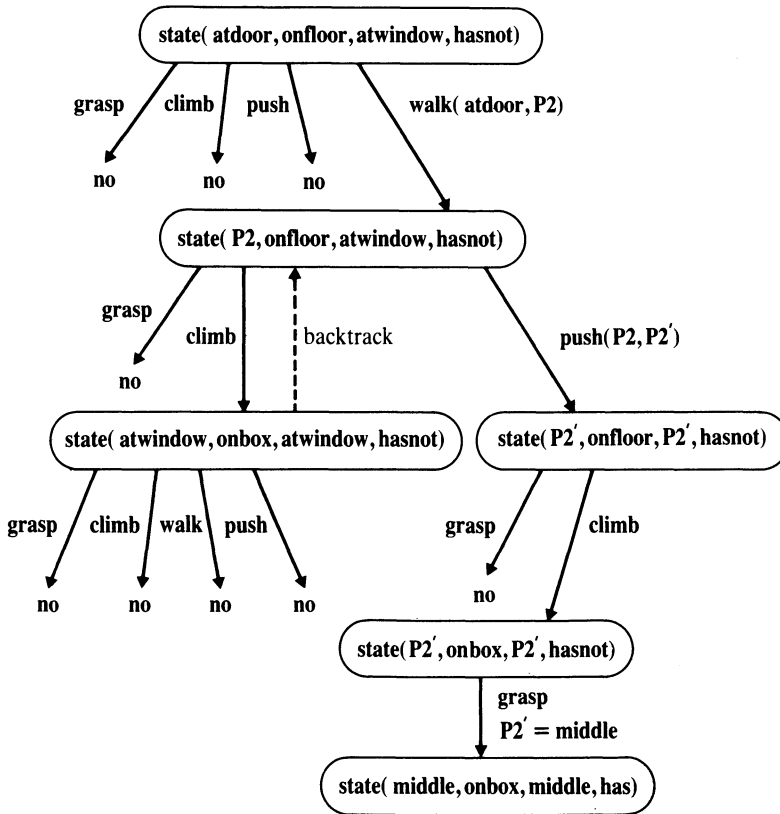 state( atdoor, onfloor, atwindow, hasnot)
grasp climb push walk( atdoor, P2)
no no no
state( P2, onfloor, atwindow, hasnot)
grasp climb backtrack push( P2, P2′)
no
state( atwindow, onbox, atwindow, hasnot) state( P2′, onfloor, P2′, hasnot)
grasp climb walk push grasp climb
no no no no no
state( P2′, onbox, P2′, hasnot)
grasp
P2′ = middle
state( middle, onbox, middle, has)